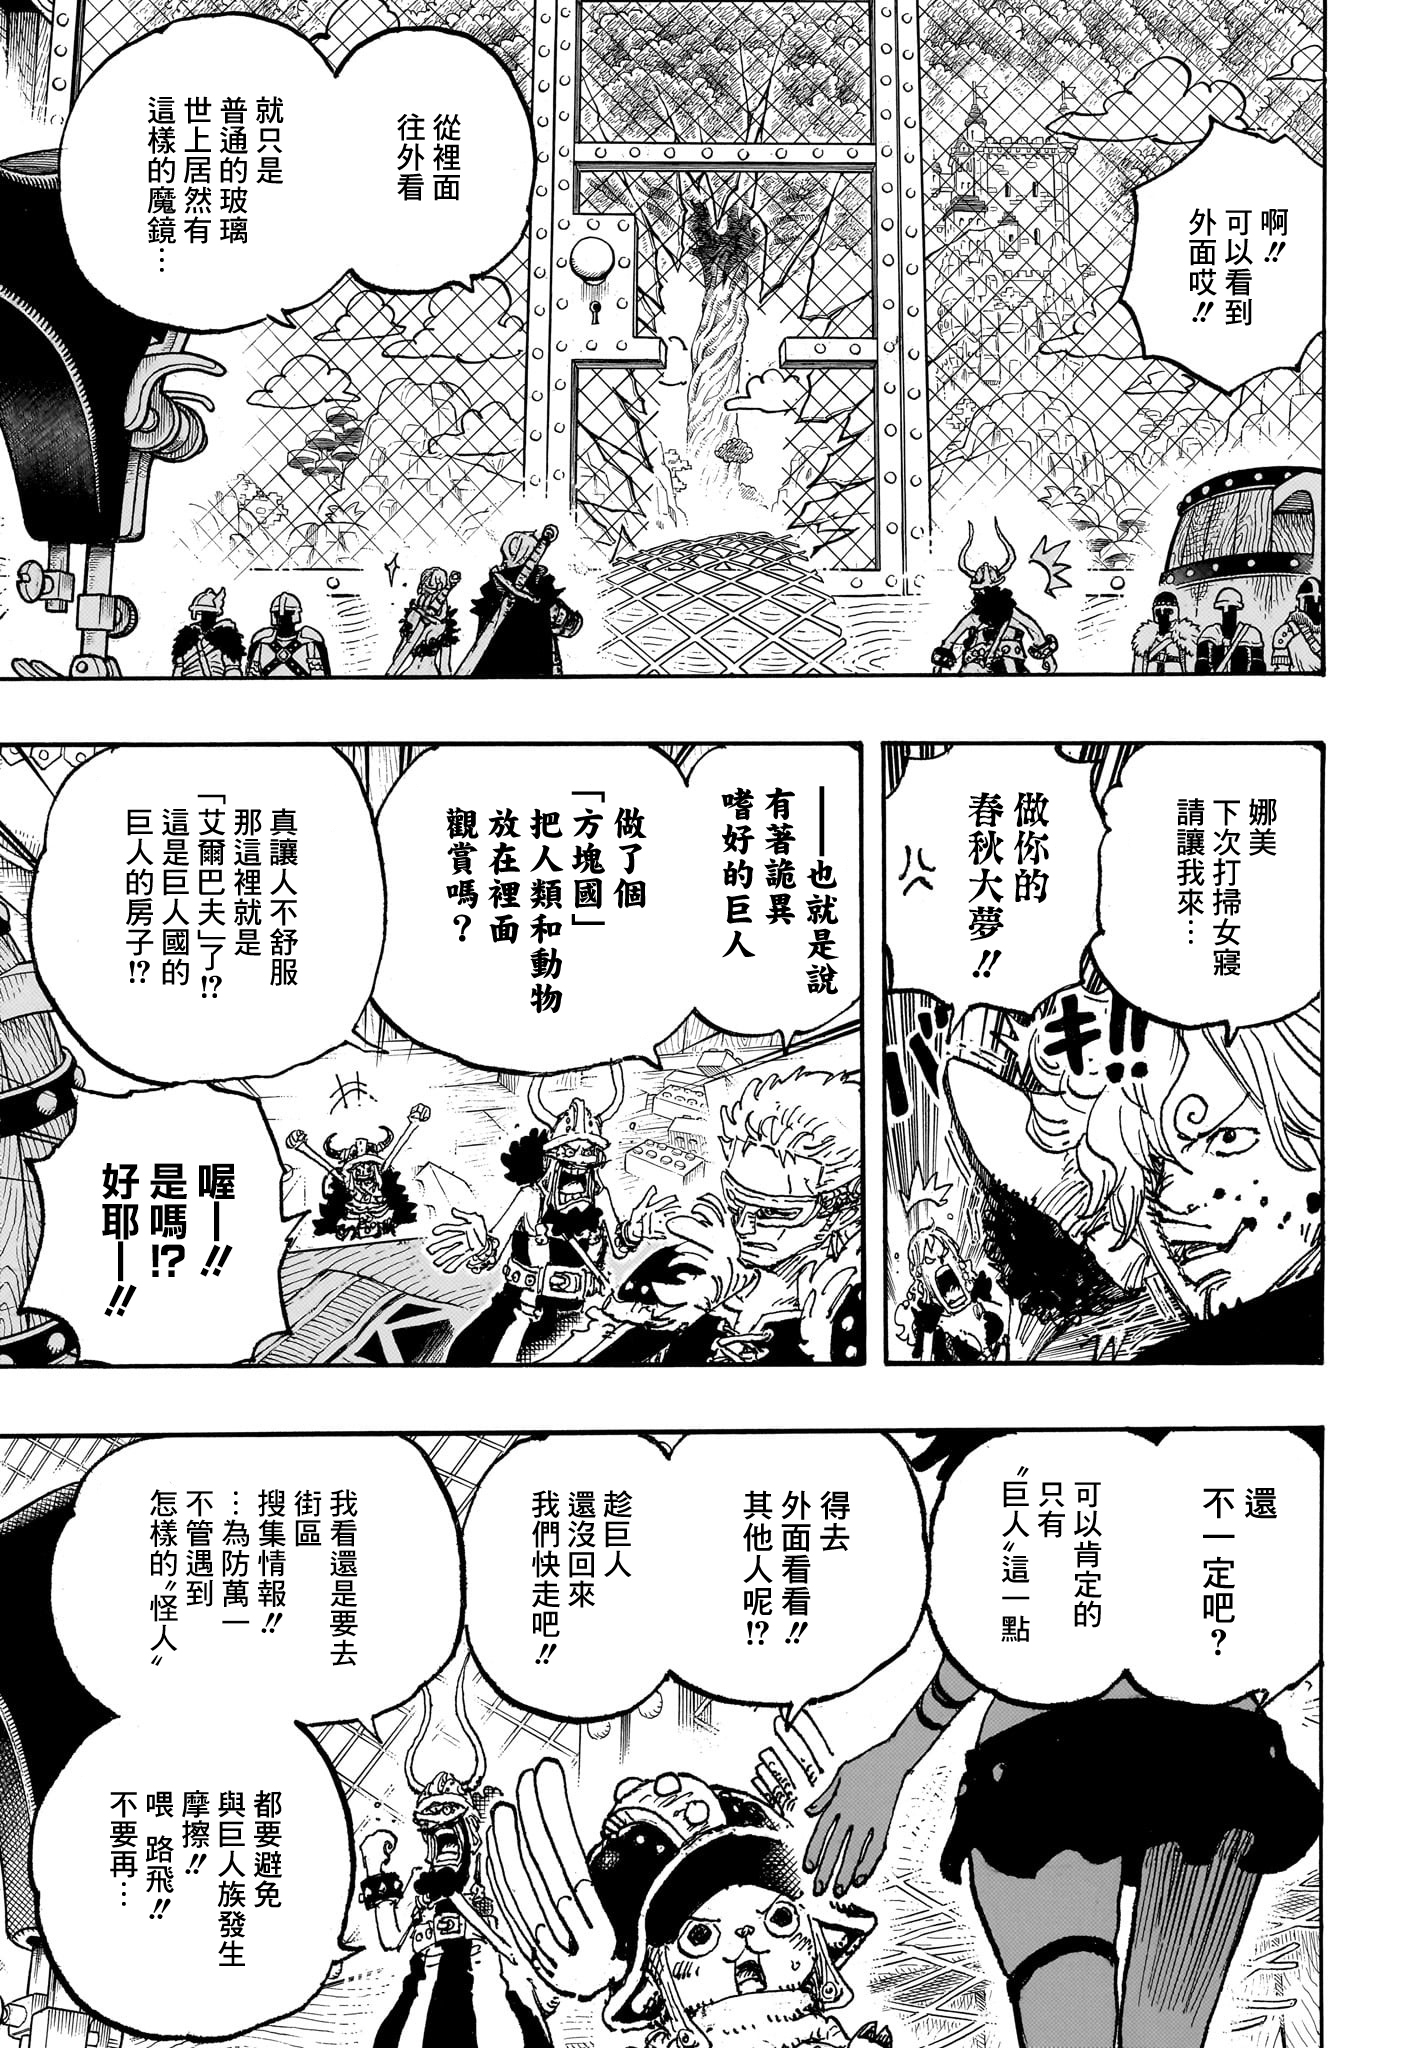 啊!!
可以看到
外面哎!!
從裡面
往外看
就只是
普通的玻璃
世上居然有
這樣的魔鏡…
娜美
下次打掃女寢
請讓我來…
做你的
春秋大夢!!
キ!!
──也就是說
有著詭異
嗜好的巨人
做了個
「方塊國」
把人類和動物
放在裡面
觀賞嗎?
真讓人不舒服
那這裡就是
「艾爾巴夫」了!?
這是巨人國的
巨人的房子!?
喔ー!!
是嗎!?
好耶ー!!
還
不一定吧?
可以肯定的
只有
〝巨人〞這一點
得去
外面看看!!
其他人呢!?
趁巨人
還沒回來
我們快走吧!!
我看還是要去
街區
搜集情報!!
…為防萬一
不管遇到
怎樣的〝怪人〞
都要避免
與巨人族發生
摩擦!!
喂 路飛!!
不要再…